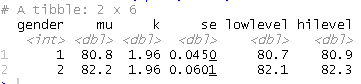 # A tibble: 2 x 6
gender mu k se lowlevel hilevel
<int> <dbl> <dbl> <dbl> <dbl> <dbl>
1 1 80.8 1.96 0.0450 80.7 80.9
2 2 82.2 1.96 0.0601 82.1 82.3